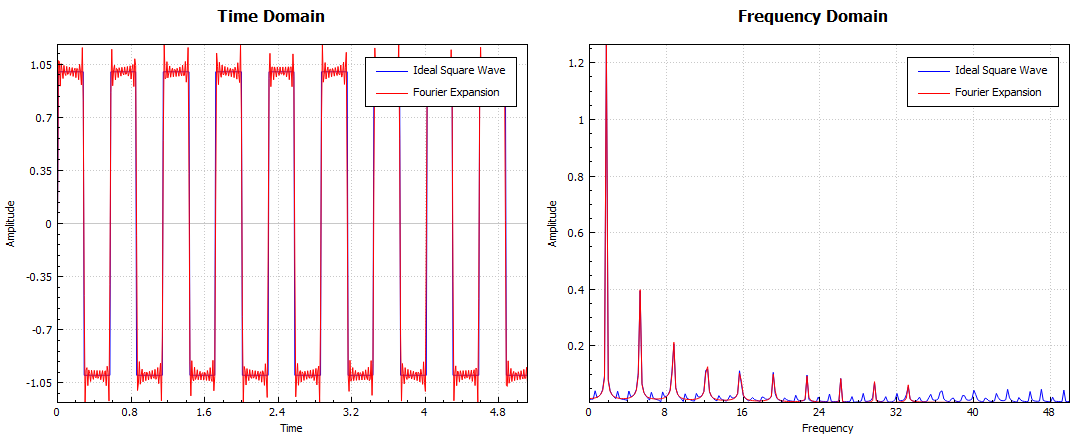 Time Domain
Frequency Domain
Ideal Square Wave
Fourier Expansion
1.05
0.7
0.35
0
-0.35
-0.7
-1.05
Amplitude
0 0.8 1.6 2.4 3.2 4 4.8
Time
Ideal Square Wave
Fourier Expansion
1.2
1
0.8
0.6
0.4
0.2
Amplitude
0 8 16 24 32 40 48
Frequency